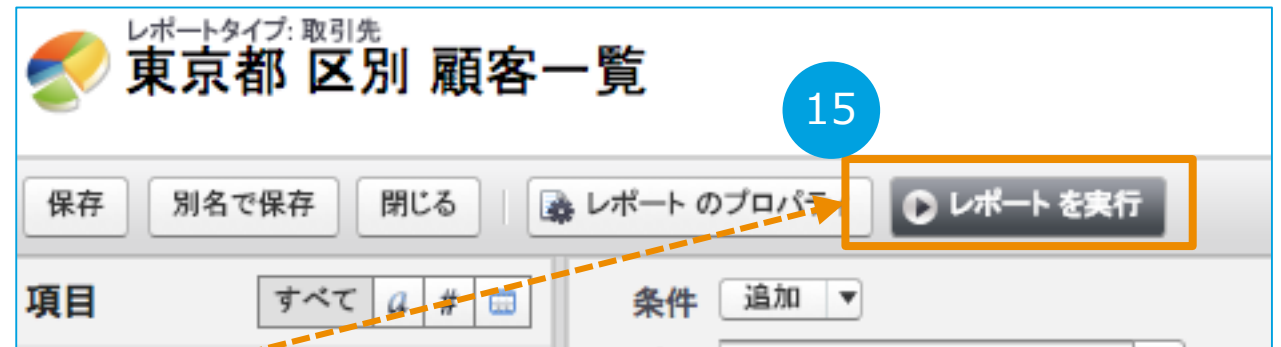 レポートタイプ: 取引先
東京都 区別 顧客一覧
15
保存 別名で保存 閉じる レポート のプロパティ レポート を実行
項目 すべて a # 条件 追加